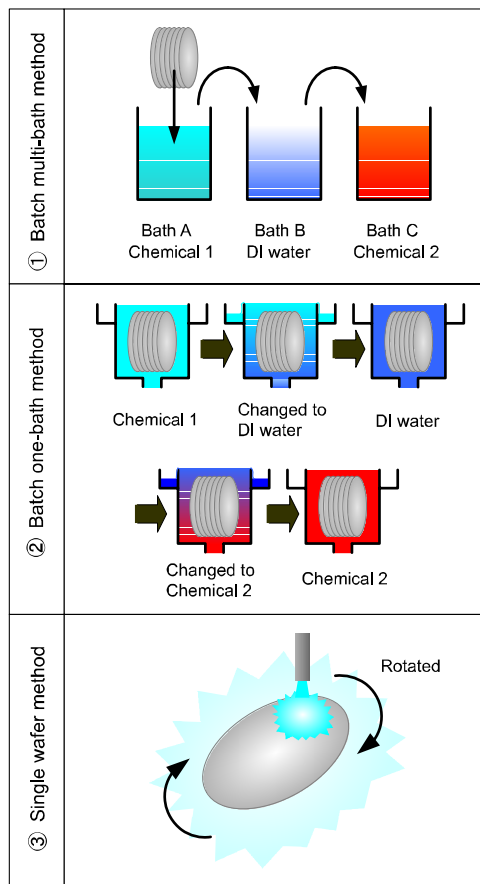 ① Batch multi-bath method
Bath A
Chemical 1
Bath B
DI water
Bath C
Chemical 2
② Batch one-bath method
Chemical 1
Changed to
DI water
DI water
Changed to
Chemical 2
Chemical 2
③ Single wafer method
Rotated